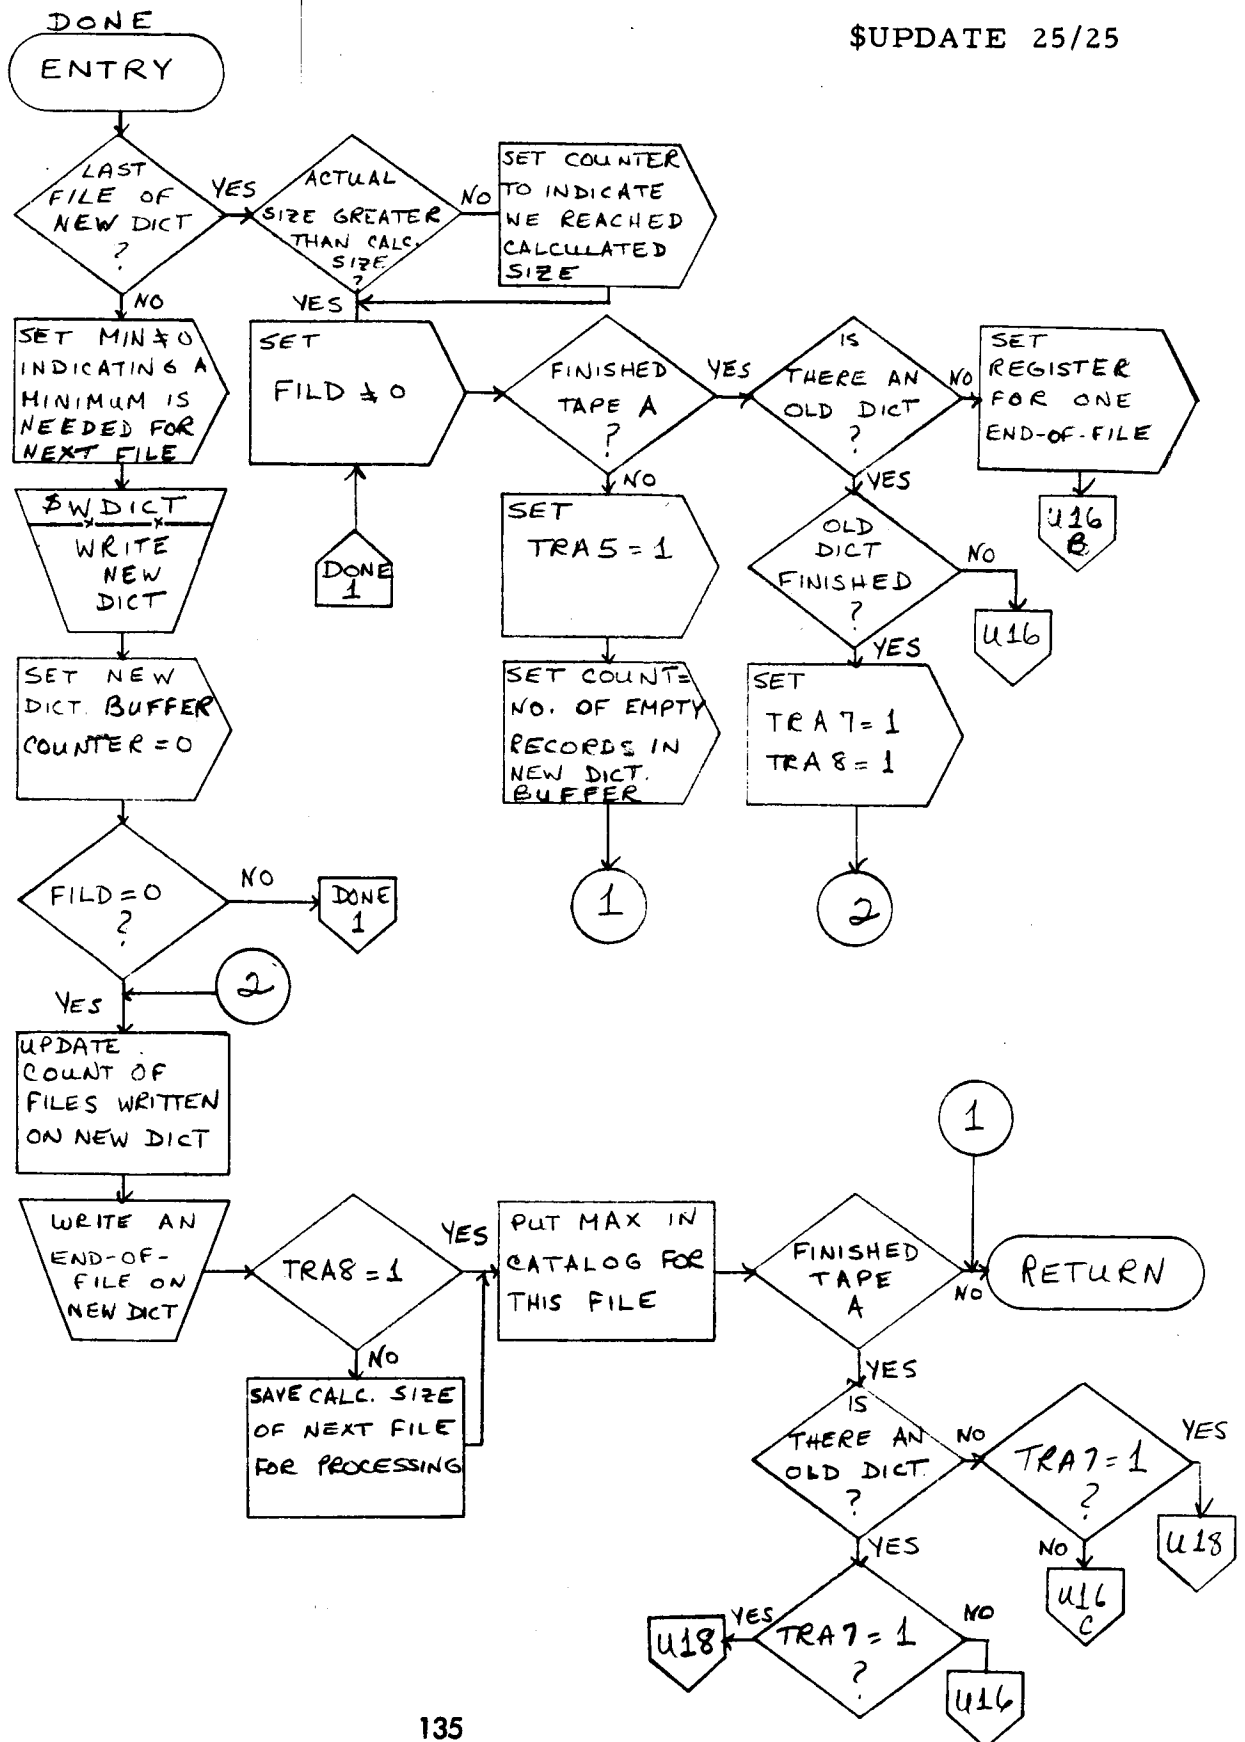 DONE
$UPDATE 25/25
ENTRY
LAST
FILE OF
NEW DICT
?
YES
ACTUAL
SIZE GREATER
THAN CALC.
SIZE
?
NO
SET COUNTER
TO INDICATE
WE REACHED
CALCULATED
SIZE
NO
YES
SET MIN ≠ 0
INDICATING A
MINIMUM IS
NEEDED FOR
NEXT FILE
SET
FILD ≠ 0
FINISHED
TAPE A
?
YES
IS
THERE AN
OLD DICT
?
NO
SET
REGISTER
FOR ONE
END-OF-FILE
NO
YES
U16
B
$WDICT
WRITE
NEW
DICT
DONE
1
SET
TRA5 = 1
OLD
DICT
FINISHED
?
NO
U16
YES
SET NEW
DICT. BUFFER
COUNTER = 0
SET COUNT=
NO. OF EMPTY
RECORDS IN
NEW DICT.
BUFFER
SET
TRA 7 = 1
TRA 8 = 1
FILD = 0
?
NO
DONE
1
1
2
YES
2
UPDATE
COUNT OF
FILES WRITTEN
ON NEW DICT
1
WRITE AN
END-OF-
FILE ON
NEW DICT
TRA8 = 1
YES
PUT MAX IN
CATALOG FOR
THIS FILE
FINISHED
TAPE
A
NO
RETURN
NO
YES
SAVE CALC. SIZE
OF NEXT FILE
FOR PROCESSING
IS
THERE AN
OLD DICT.
?
NO
TRA7 = 1
?
YES
U18
YES
NO
U16
C
U18
YES
TRA7 = 1
?
NO
U16
135